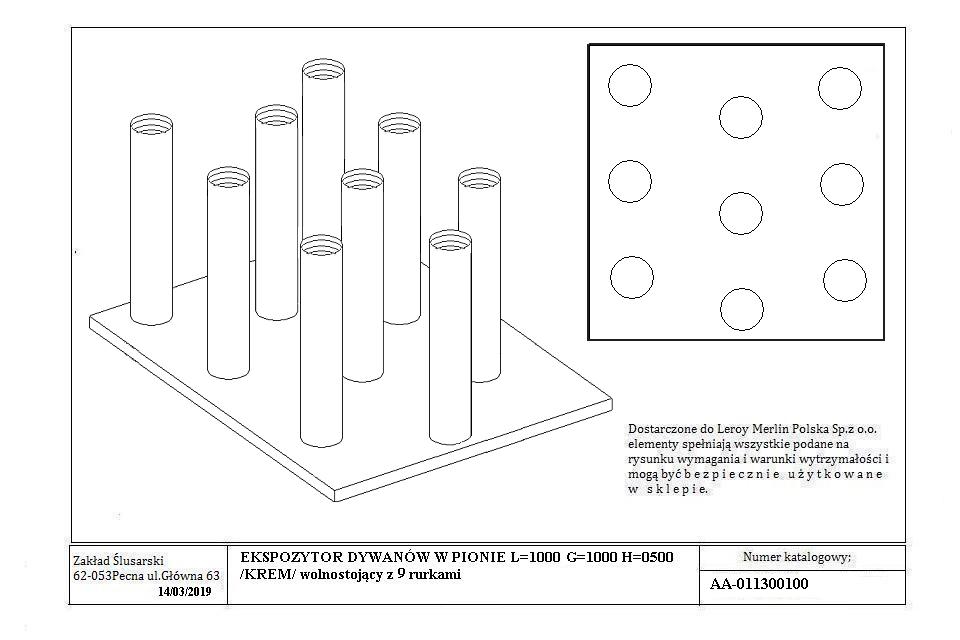 Dostarczone do Leroy Merlin Polska Sp.z o.o.
elementy spełniają wszystkie podane na
rysunku wymagania i warunki wytrzymałości i
mogą być b e z p i e c z n i e u ż y t k o w a n e
w s k l e p i e.
Zakład Ślusarski
62-053Pecna ul.Główna 63
14/03/2019
EKSPOZYTOR DYWANÓW W PIONIE L=1000 G=1000 H=0500
/KREM/ wolnostojący z 9 rurkami
Numer katalogowy;
AA-011300100